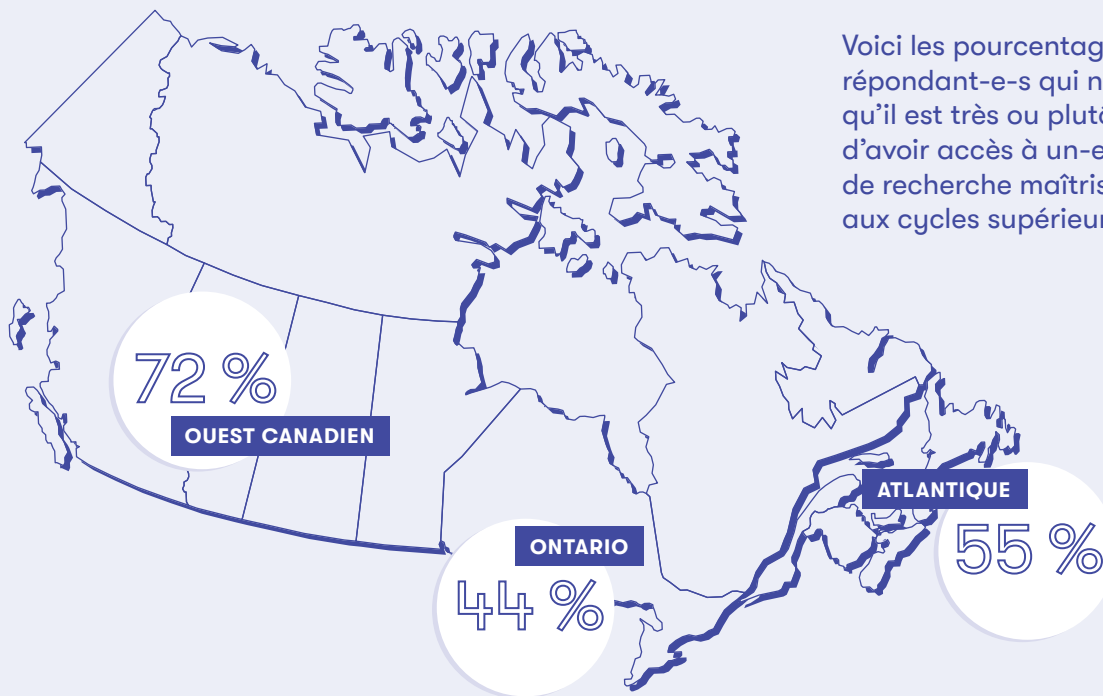 Voici les pourcentag
répondant-e-s qui n
qu'il est très ou plutô
d'avoir accès à un-e
de recherche maîtris
aux cycles supérieur
72 %
OUEST CANADIEN
ATLANTIQUE
55 %
ONTARIO
44 %